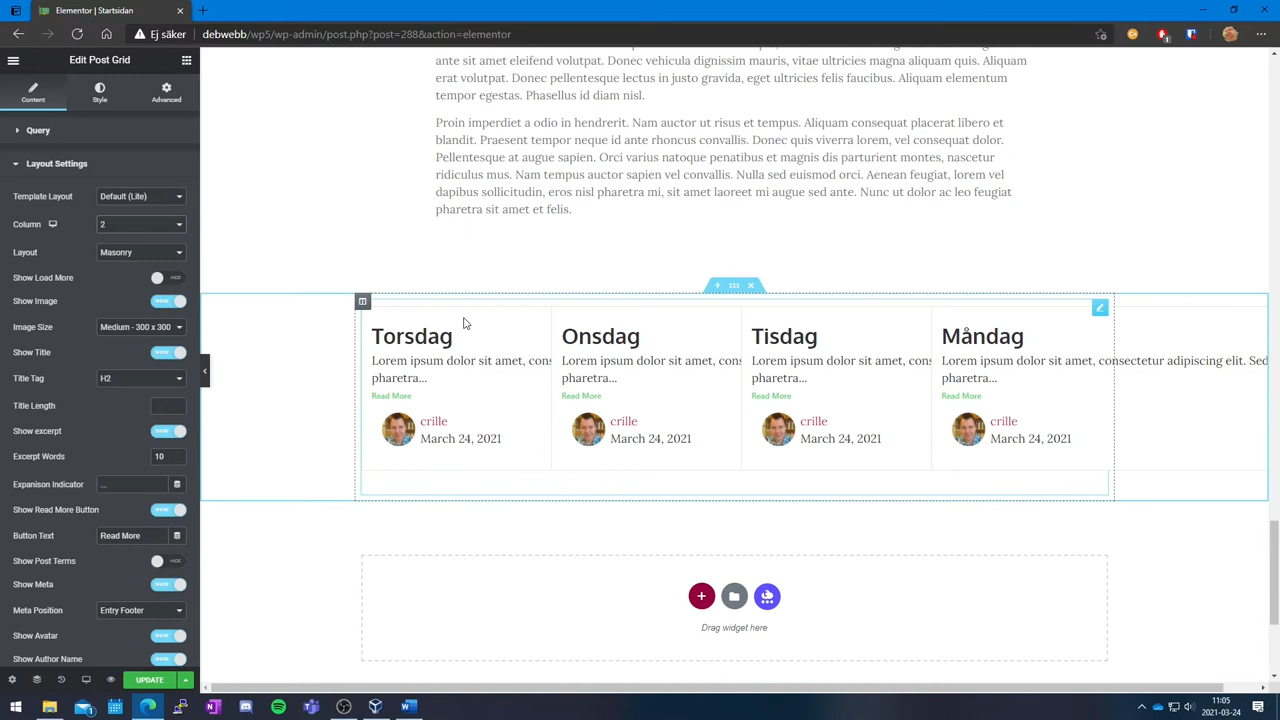 Elementor | Startsidan
Ej säker
debwebb/wp5/wp5-admin/post.php?post=288&action=elementor
Edit Post Grid
Content
Style
Advanced
Query
Layout Settings
Template Layout
Default (Default)
Column
2
Layout
Masonry
Show Load More
HIDE
Show Image
SHOW
Image Size
Medium - 300 x 300
Show Title
SHOW
Title Tag
H2
Title Length
Show excerpt
SHOW
Excerpt Words
10
Expanison Indicator
...
Show Read More Button
SHOW
Button Text
Read More
Show Post Terms
HIDE
Show Meta
SHOW
Meta Position
Entry Footer
Show Avatar
SHOW
Show Author Name
SHOW
UPDATE
ante sit amet eleifend volutpat. Donec vehicula dignissim mauris, vitae ultricies magna aliquam quis. Aliquam
erat volutpat. Donec pellentesque lectus in justo gravida, eget ultricies felis faucibus. Aliquam elementum
tempor egestas. Phasellus id diam nisl.
Proin imperdiet a odio in hendrerit. Nam auctor ut risus et tempus. Aliquam consequat placerat libero et
blandit. Praesent tempor neque id ante rhoncus convallis. Donec quis viverra lorem, vel consequat dolor.
Pellentesque at augue sapien. Orci varius natoque penatibus et magnis dis parturient montes, nascetur
ridiculus mus. Nam tempus auctor sapien vel convallis. Nulla sed euismod orci. Aenean feugiat, lorem vel
dapibus sollicitudin, eros nisl pharetra mi, sit amet laoreet mi augue sed ante. Nunc ut dolor ac leo feugiat
pharetra sit amet et felis.
Torsdag
Lorem ipsum dolor sit amet, cons
pharetra...
Read More
crille
March 24, 2021
Onsdag
Lorem ipsum dolor sit amet, cons
pharetra...
Read More
crille
March 24, 2021
Tisdag
Lorem ipsum dolor sit amet, cons
pharetra...
Read More
crille
March 24, 2021
Måndag
Lorem ipsum dolor sit amet, consectetur adipiscing elit. Sed
pharetra...
Read More
crille
March 24, 2021
Drag widget here
11:05
2021-03-24